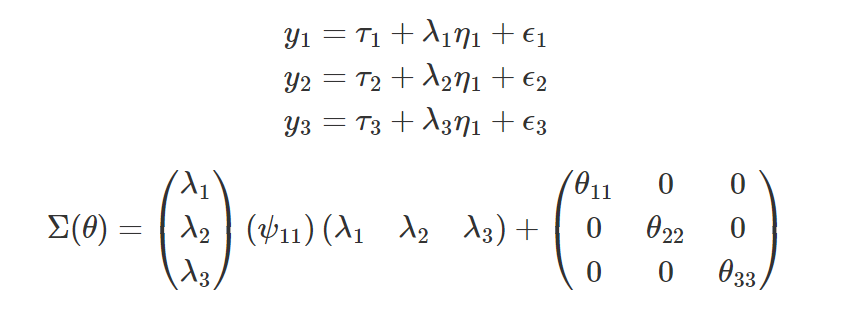 y₁ = τ₁ + λ₁η₁ + ϵ₁
y₂ = τ₂ + λ₂η₁ + ϵ₂
y₃ = τ₃ + λ₃η₁ + ϵ₃
Σ(θ) = (λ₁ λ₂ λ₃) (ψ₁₁) (λ₁ λ₂ λ₃) + (θ₁₁ 0 0 0 θ₂₂ 0 0 0 θ₃₃)